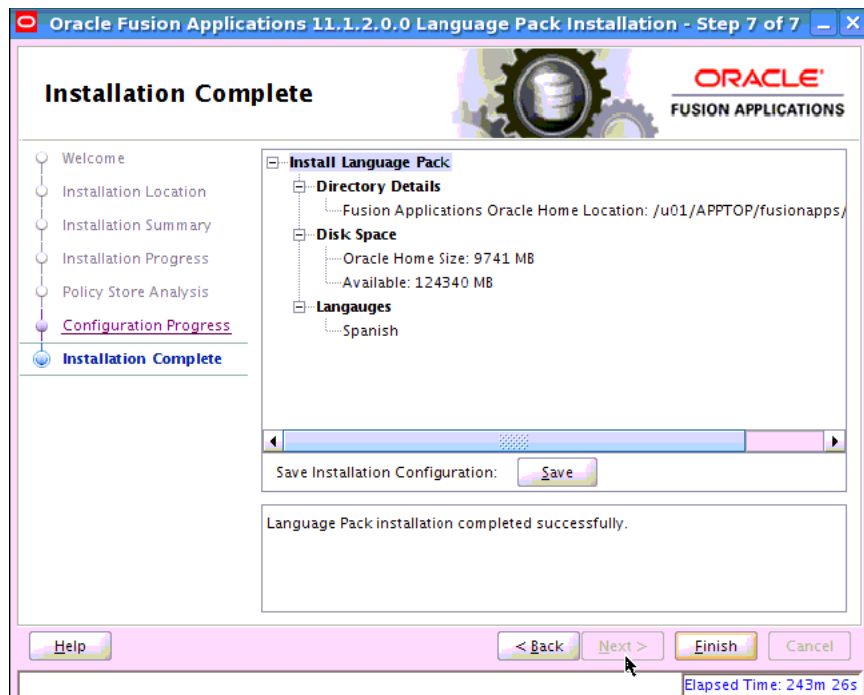 Oracle Fusion Applications 11.1.2.0.0 Language Pack Installation - Step 7 of 7
Installation Complete
ORACLE'
FUSION APPLICATIONS
Welcome
Installation Location
Installation Summary
Installation Progress
Policy Store Analysis
Configuration Progress
Installation Complete
Install Language Pack
Directory Details
Fusion Applications Oracle Home Location: /u01/APPTOP/fusionapps/
Disk Space
Oracle Home Size: 9741 MB
Available: 124340 MB
Langauges
Spanish
Save Installation Configuration: Save
Language Pack installation completed successfully.
Help < Back Next > Finish Cancel
Elapsed Time: 243m 26s